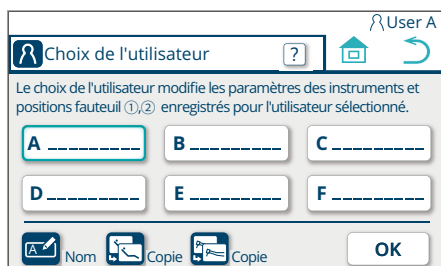 User A
Choix de l'utilisateur ?
Le choix de l'utilisateur modifie les paramètres des instruments et
positions fauteuil ①,② enregistrés pour l'utilisateur sélectionné.
A _________ B _________ C _________
D _________ E _________ F _________
A Nom Copie Copie OK